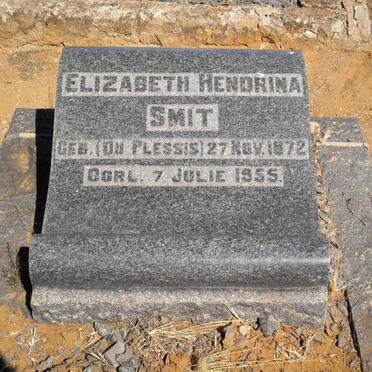 ELIZABETH HENDRINA
SMIT
GEB. (DU PLESSIS) 27 NOV. 1872
OORL. 7 JULIE 1955.